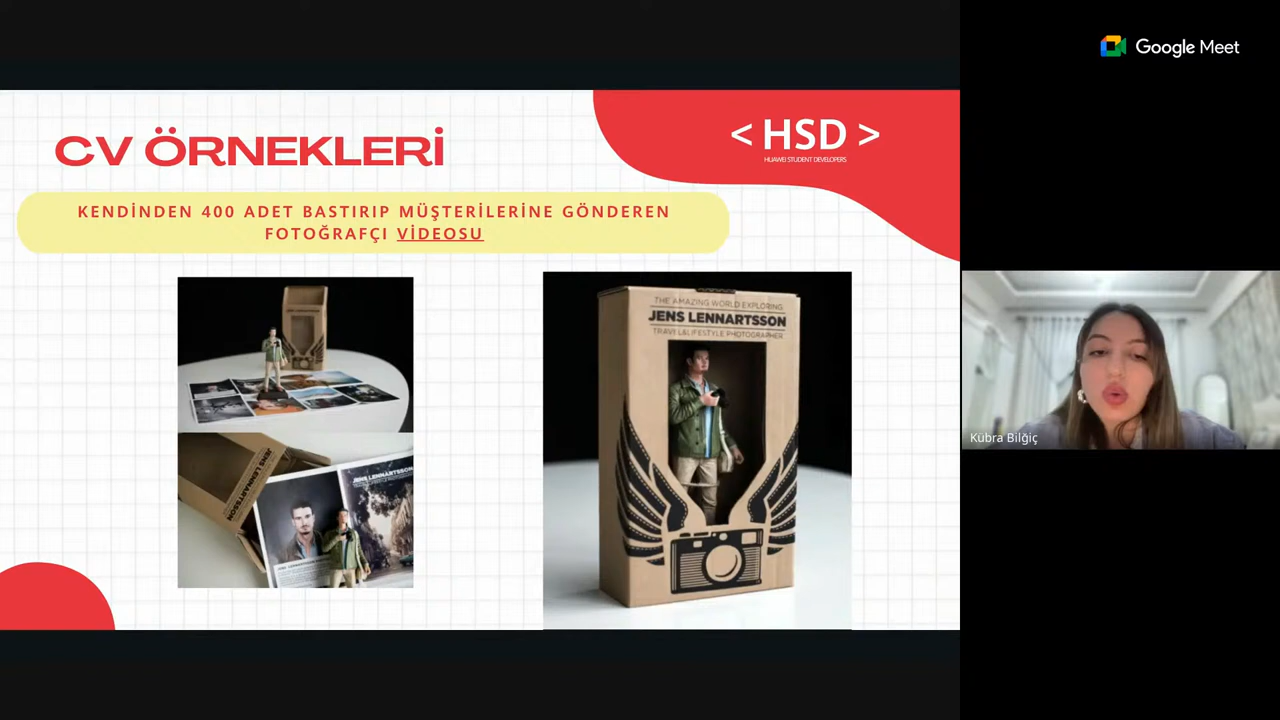 Google Meet
CV ÖRNEKLERİ
< HSD >
HUAWEI STUDENT DEVELOPERS
KENDİNDEN 400 ADET BASTIRIP MÜŞTERİLERİNE GÖNDEREN
FOTOĞRAFÇI VİDEOSU
THE AMAZING WORLD EXPLORING
JENS LENNARTSSON
TRAVEL&LIFESTYLE PHOTOGRAPHER
JENS LENNARTSSON
JENS LENNARTSSON
Kübra Bilğiç